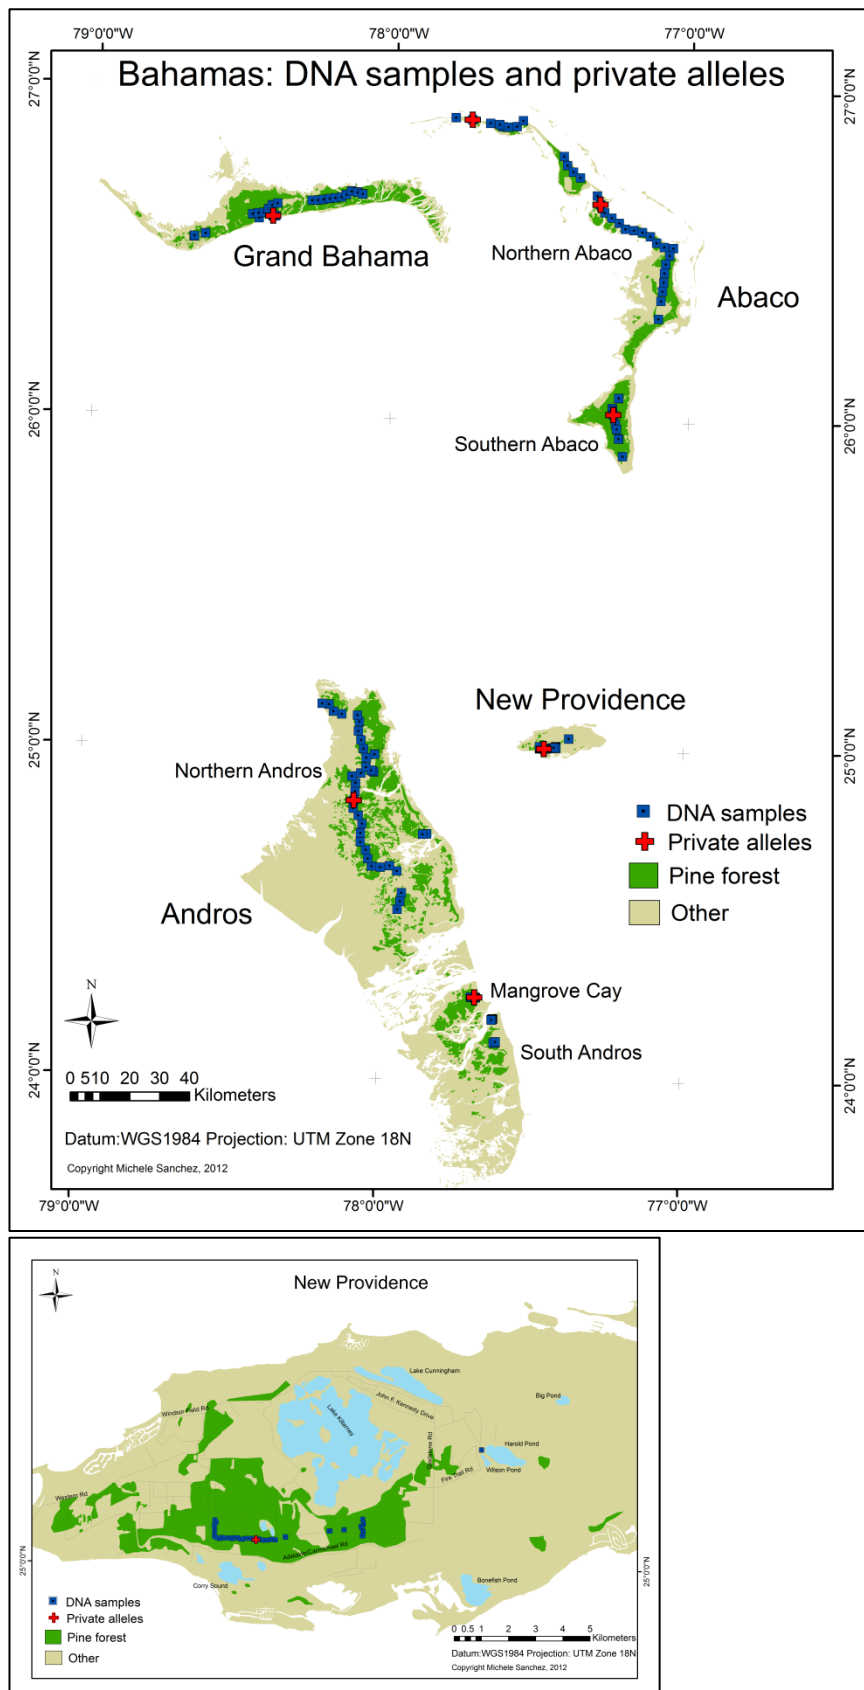 79°0'0"W 78°0'0"W 77°0'0"W
Bahamas: DNA samples and private alleles
27°0'0"N 27°0'0"N
Grand Bahama
Northern Abaco
Abaco
26°0'0"N 26°0'0"N
Southern Abaco
New Providence
25°0'0"N 25°0'0"N
Northern Andros
DNA samples
Private alleles
Pine forest
Other
Andros
N
Mangrove Cay
South Andros
24°0'0"N 24°0'0"N
0 5 10 20 30 40
Kilometers
Datum:WGS1984 Projection: UTM Zone 18N
Copyright Michele Sanchez, 2012
79°0'0"W 78°0'0"W 77°0'0"W
N
New Providence
Lake Cunningham
John F. Kennedy Drive
Big Pond
Windsor Field Rd
Lake Killarney
Harold Pond
Wilson Pond
Fire Trail Rd
Western Rd
25°0'0"N 25°0'0"N
Corry Sound
Bonefish Pond
DNA samples
Private alleles
Pine forest
Other
0 0.5 1 2 3 4 5
Kilometers
Datum:WGS1984 Projection: UTM Zone 18N
Copyright Michele Sanchez, 2012